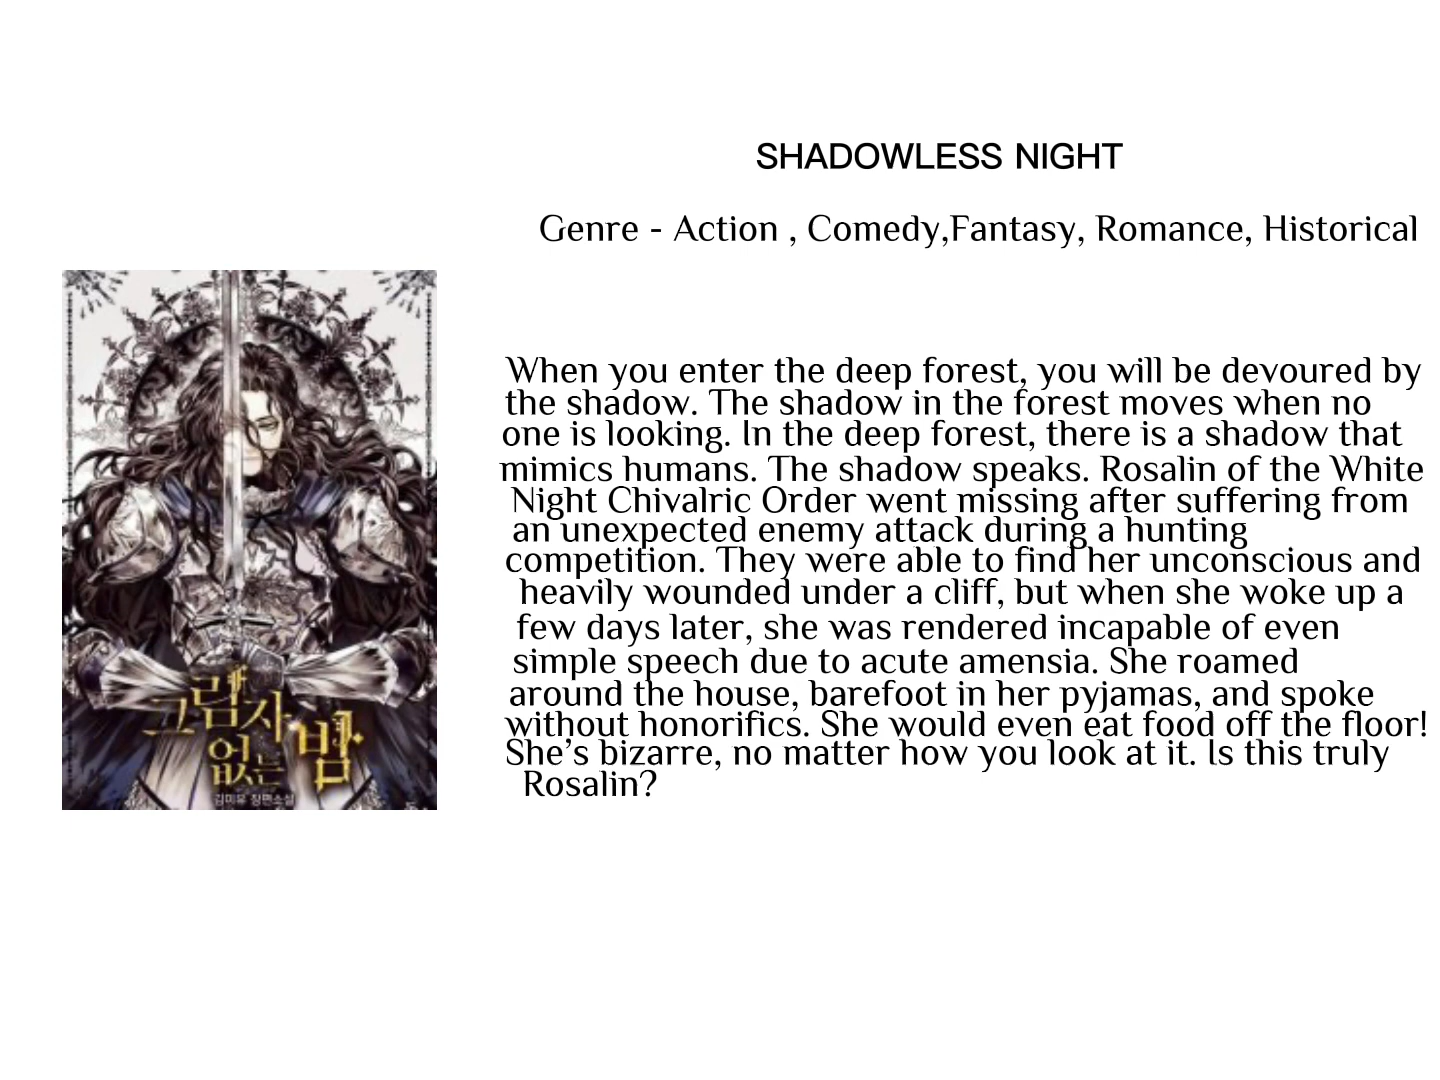 SHADOWLESS NIGHT
Genre - Action , Comedy,Fantasy, Romance, Historical
When you enter the deep forest, you will be devoured by
the shadow. The shadow in the forest moves when no
one is looking. In the deep forest, there is a shadow that
mimics humans. The shadow speaks. Rosalin of the White
Night Chivalric Order went missing after suffering from
an unexpected enemy attack during a hunting
competition. They were able to find her unconscious and
heavily wounded under a cliff, but when she woke up a
few days later, she was rendered incapable of even
simple speech due to acute amensia. She roamed
around the house, barefoot in her pyjamas, and spoke
without honorifics. She would even eat food off the floor!
She’s bizarre, no matter how you look at it. Is this truly
Rosalin?
그림자
없는 밤
김미유 장편소설